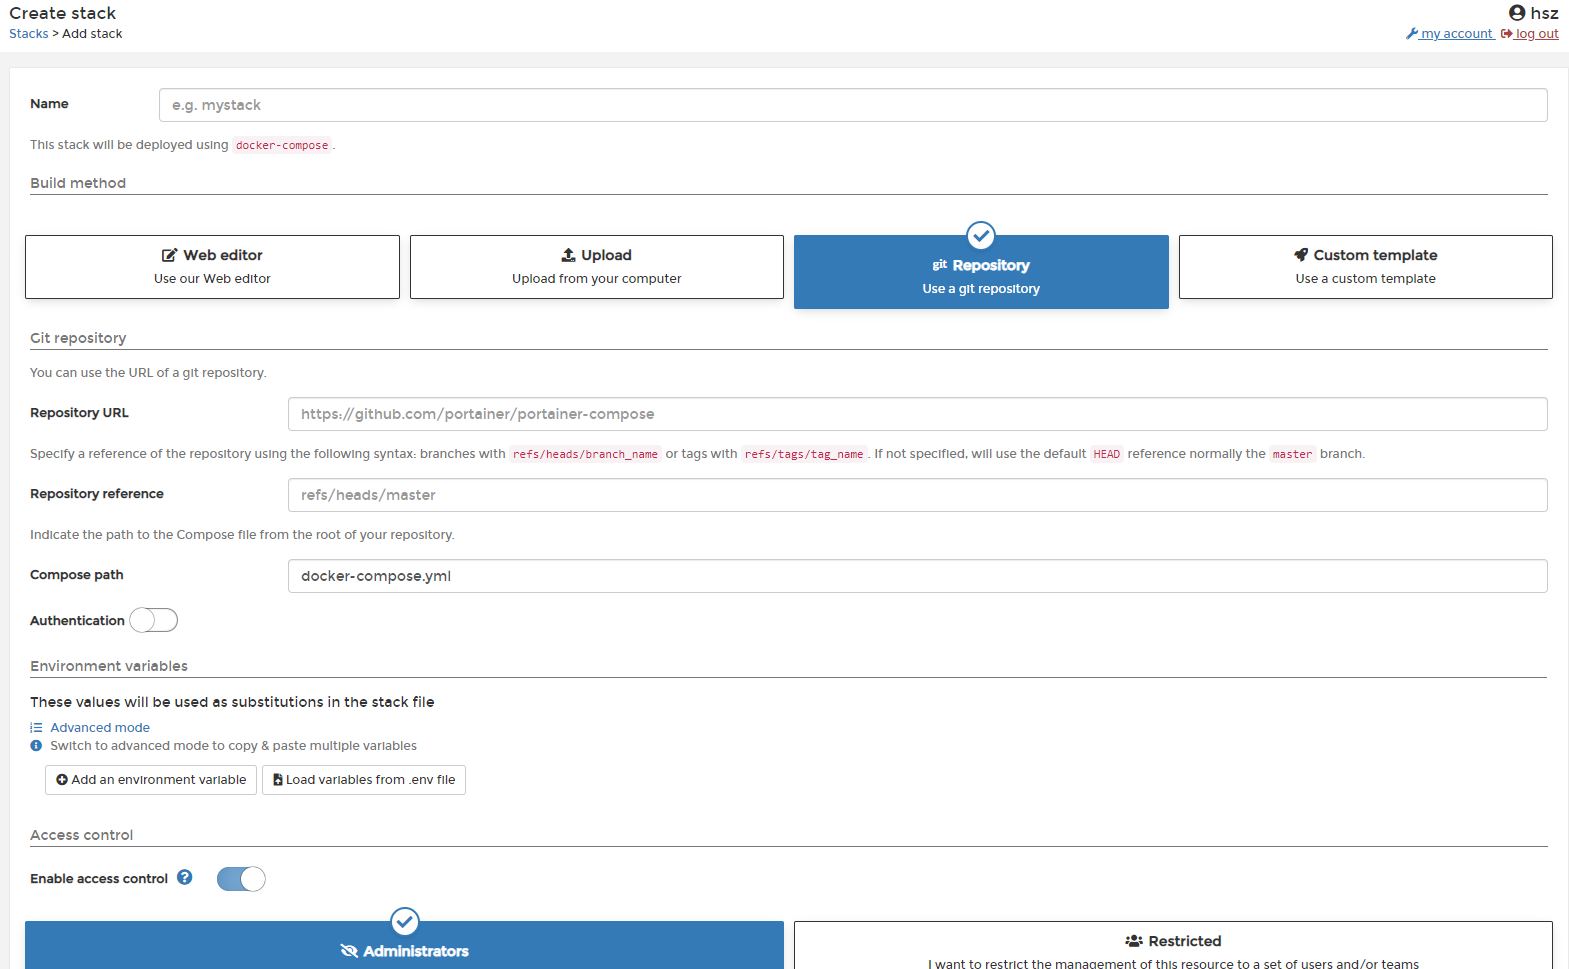 Create stack
hsz
Stacks > Add stack
my account log out
Name
e.g. mystack
This stack will be deployed using docker-compose.
Build method
Web editor
Use our Web editor
Upload
Upload from your computer
git Repository
Use a git repository
Custom template
Use a custom template
Git repository
You can use the URL of a git repository.
Repository URL
https://github.com/portainer/portainer-compose
Specify a reference of the repository using the following syntax: branches with refs/heads/branch_name or tags with refs/tags/tag_name. If not specified, will use the default HEAD reference normally the master branch.
Repository reference
refs/heads/master
Indicate the path to the Compose file from the root of your repository.
Compose path
docker-compose.yml
Authentication
Environment variables
These values will be used as substitutions in the stack file
Advanced mode
Switch to advanced mode to copy & paste multiple variables
Add an environment variable
Load variables from .env file
Access control
Enable access control
Administrators
Restricted
I want to restrict the management of this resource to a set of users and/or teams